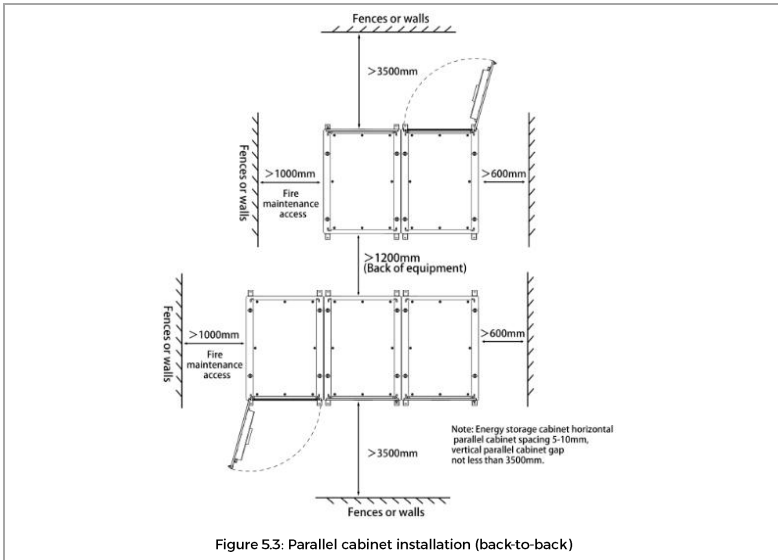 Fences or walls
>3500mm
Fences or walls
>1000mm
Fire
maintenance
access
>600mm
>1200mm
(Back of equipment)
Fences or walls
>1000mm
Fire
maintenance
access
>600mm
>3500mm
Note: Energy storage cabinet horizontal
parallel cabinet spacing 5-10mm,
vertical parallel cabinet gap
not less than 3500mm.
Fences or walls
Figure 5.3: Parallel cabinet installation (back-to-back)